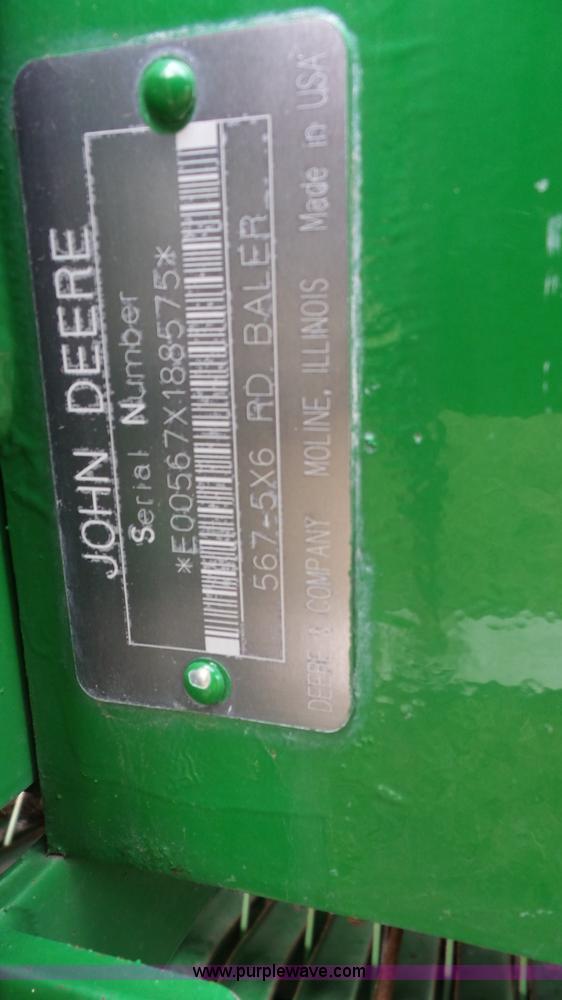 JOHN DEERE
Serial Number
*E00567X188575*
567-5X6 RD. BALER
DEERE & COMPANY MOLINE, ILLINOIS Made in USA
www.purplewave.com